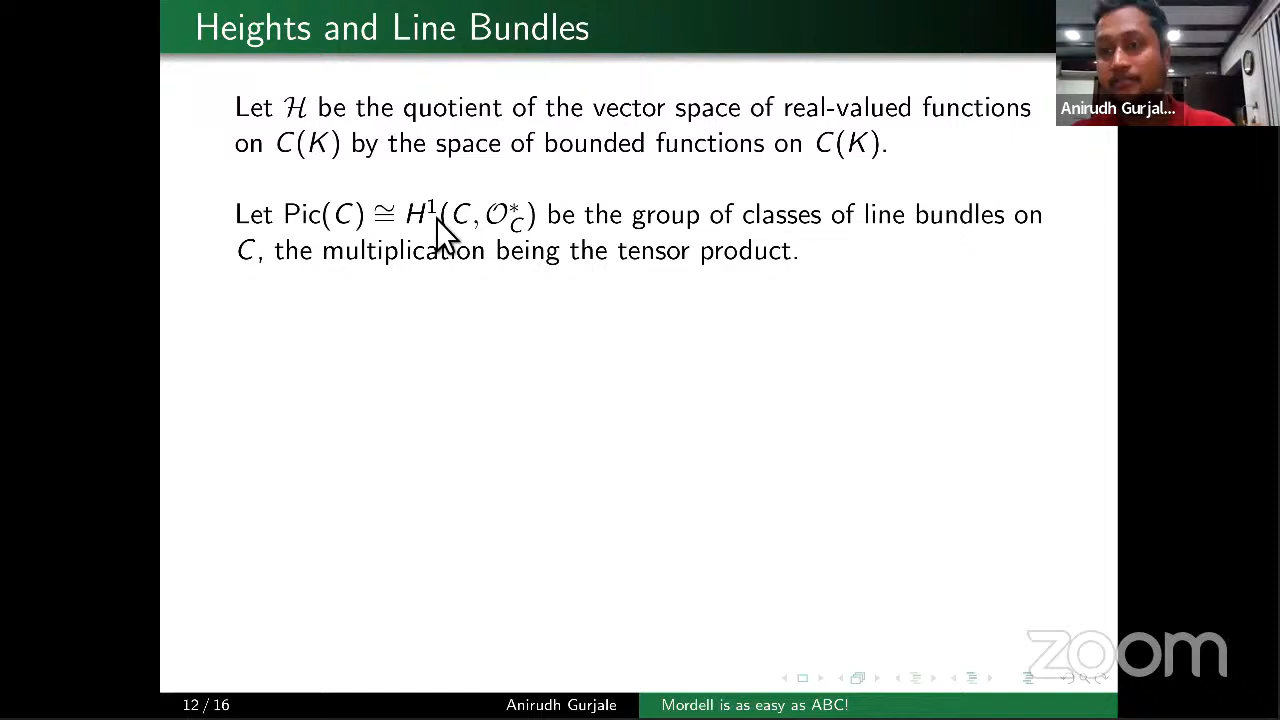 Heights and Line Bundles
Anirudh Gurjal...
Let ℋ be the quotient of the vector space of real-valued functions
on C(K) by the space of bounded functions on C(K).
Let Pic(C) ≅ H¹(C, 𝒪*_C) be the group of classes of line bundles on
C, the multiplication being the tensor product.
zoom
12 / 16
Anirudh Gurjale
Mordell is as easy as ABC!